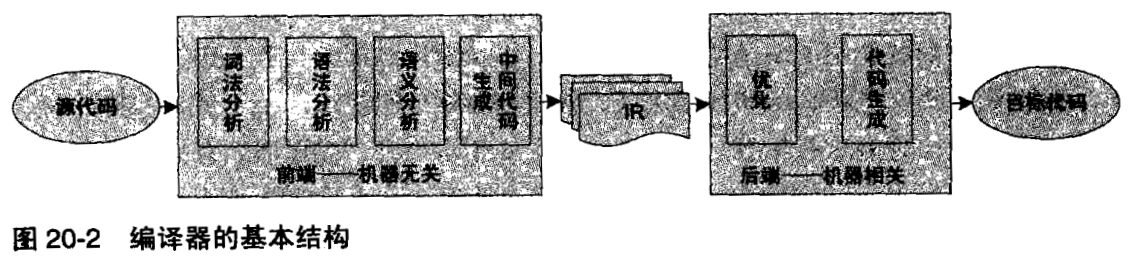 源代码
词法分析
语法分析
语义分析
中间代码
生成
前端——机器无关
IR
优化
代码生成
后端——机器相关
目标代码
图 20-2 编译器的基本结构